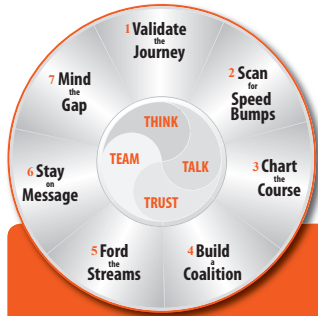 1 Validate
the
Journey
2 Scan
for
Speed
Bumps
3 Chart
the
Course
4 Build
a
Coalition
5 Ford
the
Streams
6 Stay
on
Message
7 Mind
the
Gap
THINK
TALK
TRUST
TEAM